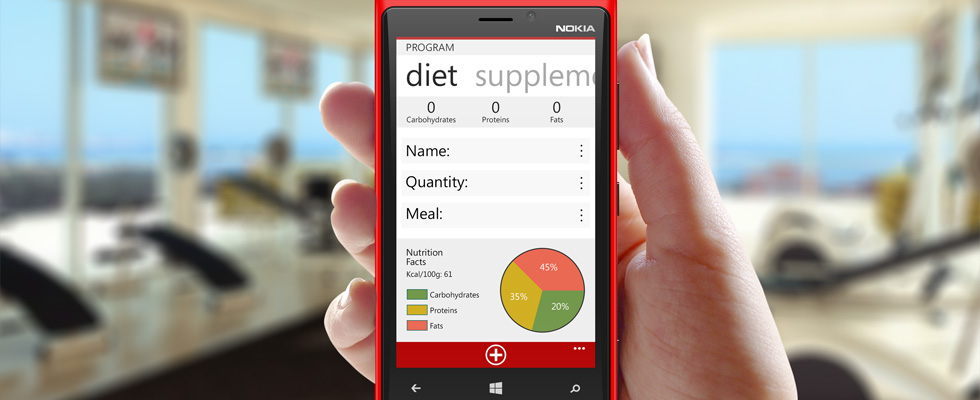 NOKIA
PROGRAM
diet suppleme
0 0 0
Carbohydrates Proteins Fats
Name:
Quantity:
Meal:
Nutrition
Facts
Kcal/100g: 61
Carbohydrates
Proteins
Fats
45%
35%
20%